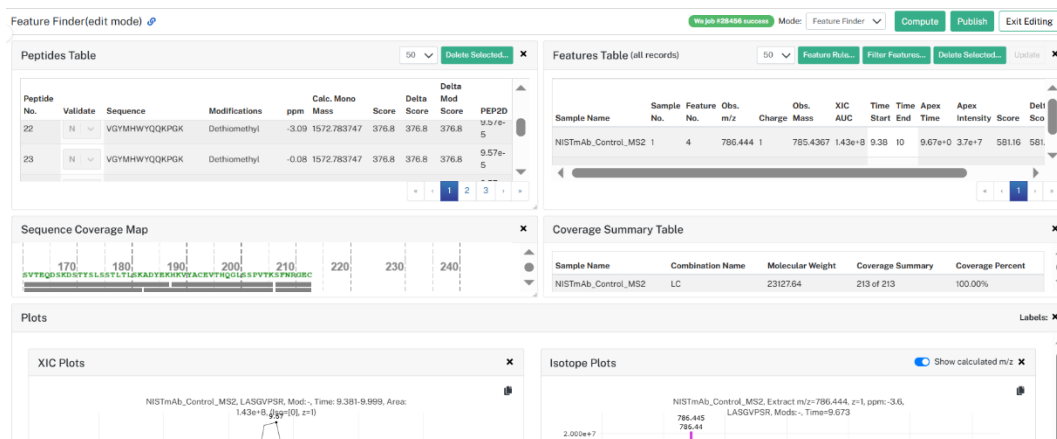 Feature Finder(edit mode)
We job #28456 success
Mode:
Feature Finder
Compute
Publish
Exit Editing
Peptides Table
50
Delete Selected...
Peptide No. Validate Sequence Modifications ppm Calc. Mono Mass Score Delta Score Delta Mod Score PEP2D
22 N VGYMHWYQQKPGK Dethiomethyl -3.09 1572.783747 376.8 376.8 376.8 9.57e-5
23 N VGYMHWYQQKPGK Dethiomethyl -0.08 1572.783747 376.8 376.8 376.8 9.57e-5
« ‹ 1 2 3 › »
Features Table (all records)
50
Feature Rule...
Filter Features...
Delete Selected...
Update
Sample Name Sample No. Feature No. Obs. m/z Charge Obs. Mass XIC AUC Time Start Time End Apex Time Apex Intensity Score
NISTmAb_Control_MS2 1 4 786.444 1 785.4367 1.43e+8 9.38 10 9.67e+0 3.7e+7 581.16 581.
« ‹ 1 › »
Sequence Coverage Map
170 180 190 200 210 220 230 240
SVTEQDSKDSTYSLSSTLTLSKADYEKHKVYACEVTHQGLSSPVTKSFNRGEC
Coverage Summary Table
Sample Name Combination Name Molecular Weight Coverage Summary Coverage Percent
NISTmAb_Control_MS2 LC 23127.64 213 of 213 100.00%
Plots
Labels:
XIC Plots
NISTmAb_Control_MS2, LASGVPSR, Mod:-, Time: 9.381-9.999, Area:
1.43e+8, (Iso=[0], z=1)
9.67
Isotope Plots
Show calculated m/z
NISTmAb_Control_MS2, Extract m/z=786.444, z=1, ppm:-3.6,
LASGVPSR, Mods:-, Time=9.673
786.445
786.44
2.000e+7